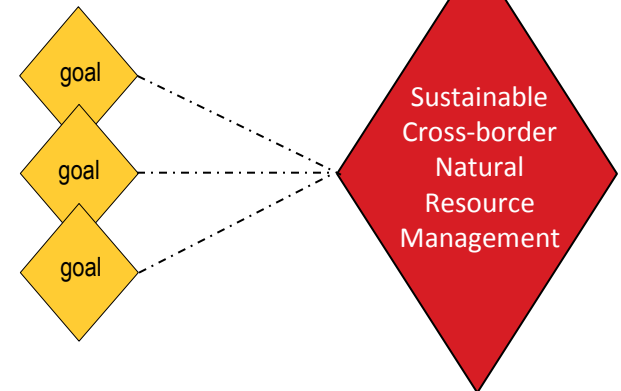 goal
goal
goal
Sustainable
Cross-border
Natural
Resource
Management